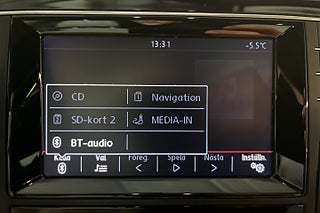 13:31
-5.5°C
CD
Navigation
SD-kort 2
MEDIA-IN
BT-audio
Källa
Val
Föreg.
Spela
Nästa
Inställn.